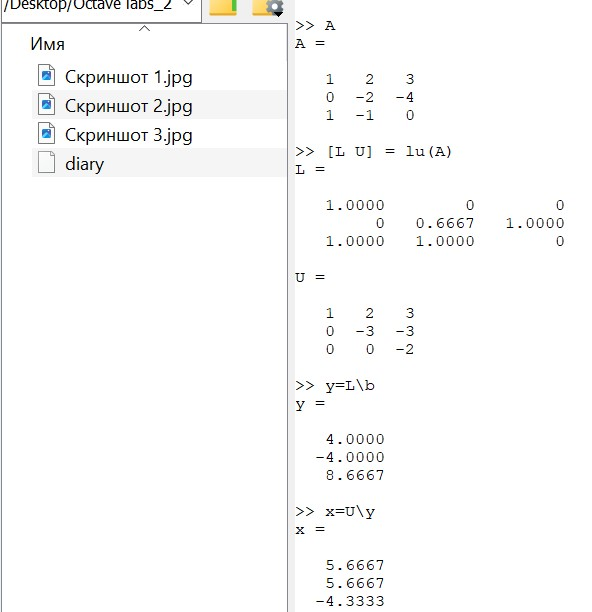 /Desktop/Octave labs_2
Имя
Скриншот 1.jpg
Скриншот 2.jpg
Скриншот 3.jpg
diary
>> A
A =
1 2 3
0 -2 -4
1 -1 0
>> [L U] = lu(A)
L =
1.0000 0 0
0 0.6667 1.0000
1.0000 1.0000 0
U =
1 2 3
0 -3 -3
0 0 -2
>> y=L\b
y =
4.0000
-4.0000
8.6667
>> x=U\y
x =
5.6667
5.6667
-4.3333